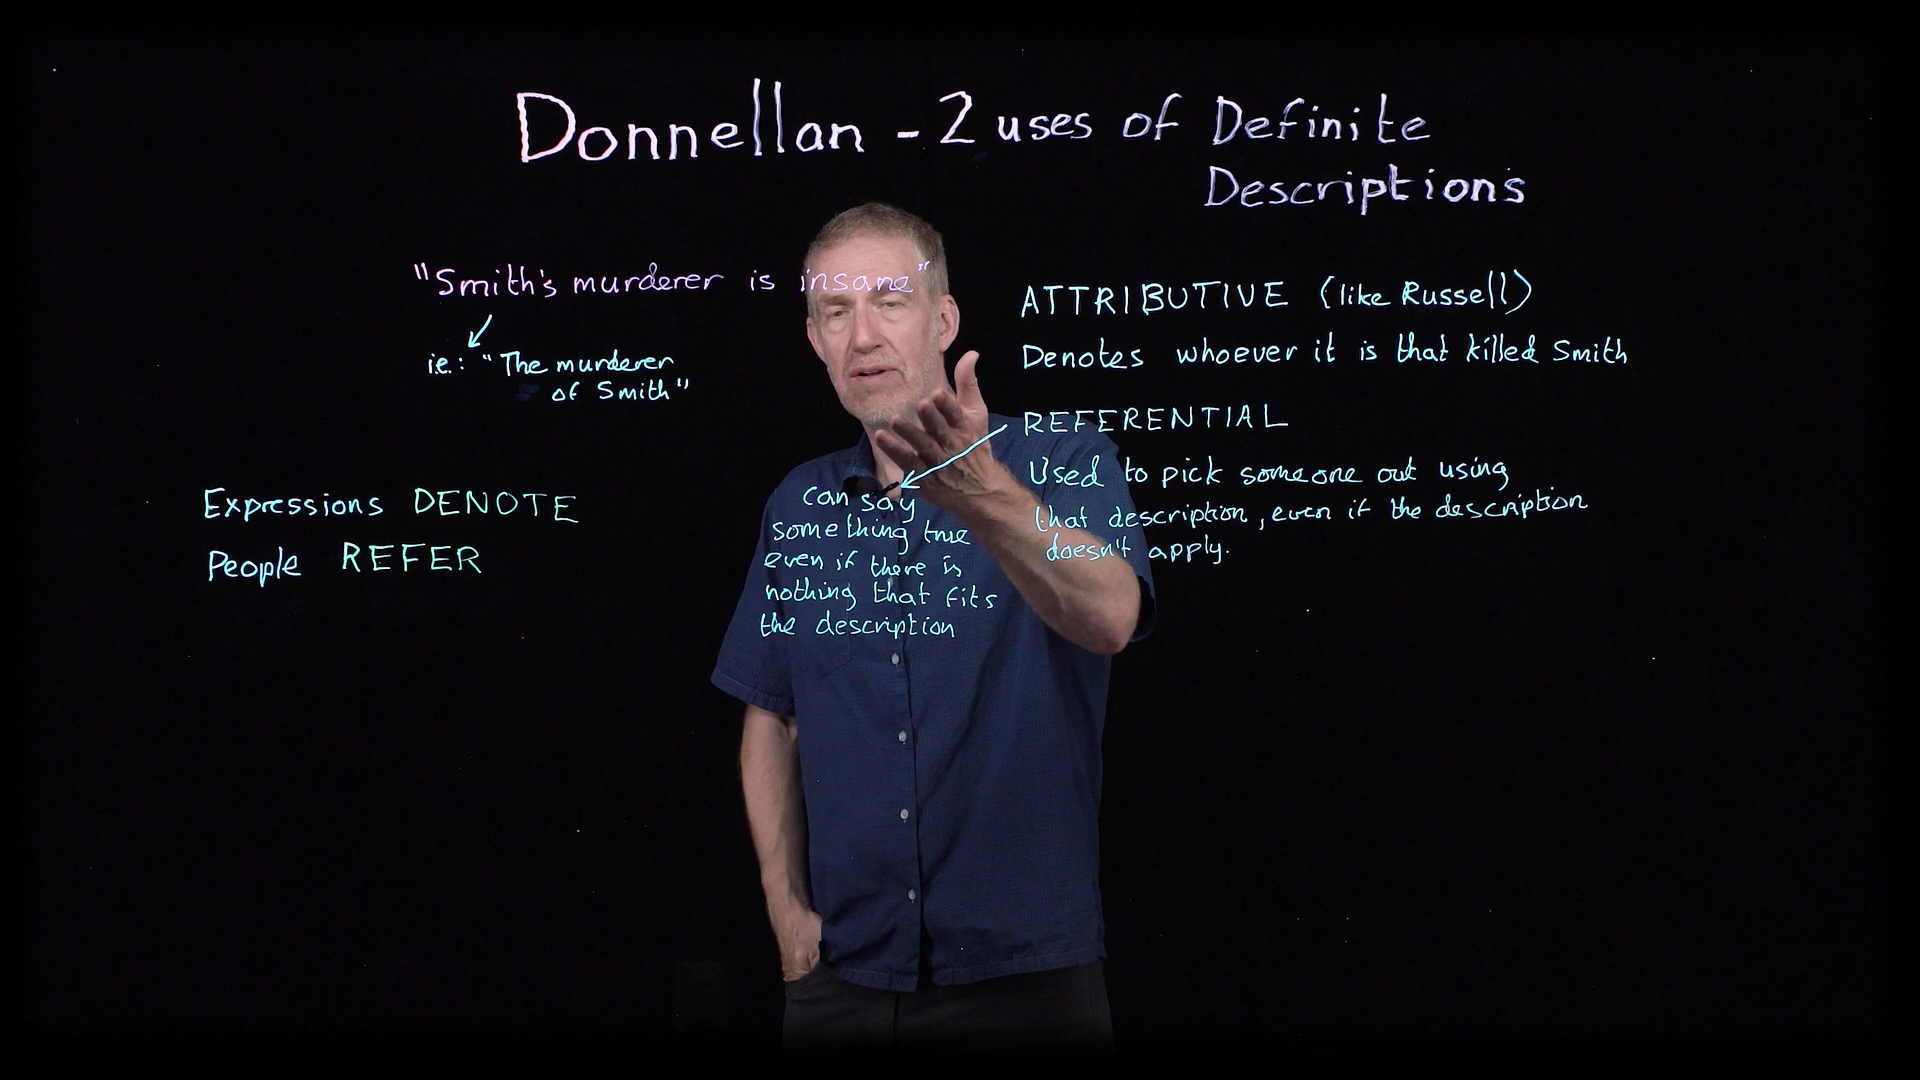 Donnellan - 2 uses of Definite
Descriptions
"Smith's murderer is insane"
i.e.: "The murderer
of Smith"
Expressions DENOTE
People REFER
can say
something true
even if there is
nothing that fits
the description
ATTRIBUTIVE (like Russell)
Denotes whoever it is that killed Smith
REFERENTIAL
Used to pick someone out using
that description, even if the description
doesn't apply.